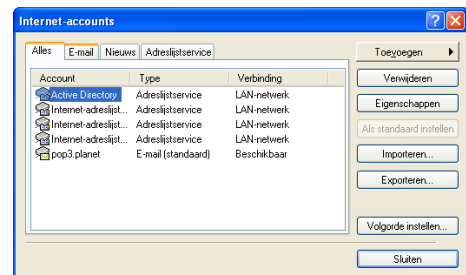 Internet-accounts
Alles E-mail Nieuws Adreslijstservice
Account Type Verbinding
Active Directory Adreslijstservice LAN-netwerk
Internet-adreslijst... Adreslijstservice LAN-netwerk
Internet-adreslijst... Adreslijstservice LAN-netwerk
Internet-adreslijst... Adreslijstservice LAN-netwerk
pop3.planet E-mail (standaard) Beschikbaar
Toevoegen
Verwijderen
Eigenschappen
Als standaard instellen
Importeren...
Exporteren...
Volgorde instellen...
Sluiten